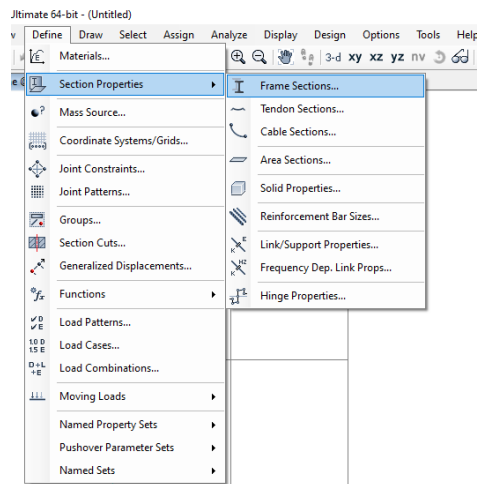 Ultimate 64-bit - (Untitled)
Define Draw Select Assign Analyze Display Design Options Tools Help
3-d xy xz yz nv
Materials...
Section Properties
Mass Source...
Coordinate Systems/Grids...
Joint Constraints...
Joint Patterns...
Groups...
Section Cuts...
Generalized Displacements...
Functions
Load Patterns...
Load Cases...
Load Combinations...
Moving Loads
Named Property Sets
Pushover Parameter Sets
Named Sets
Frame Sections...
Tendon Sections...
Cable Sections...
Area Sections...
Solid Properties...
Reinforcement Bar Sizes...
Link/Support Properties...
Frequency Dep. Link Props...
Hinge Properties...